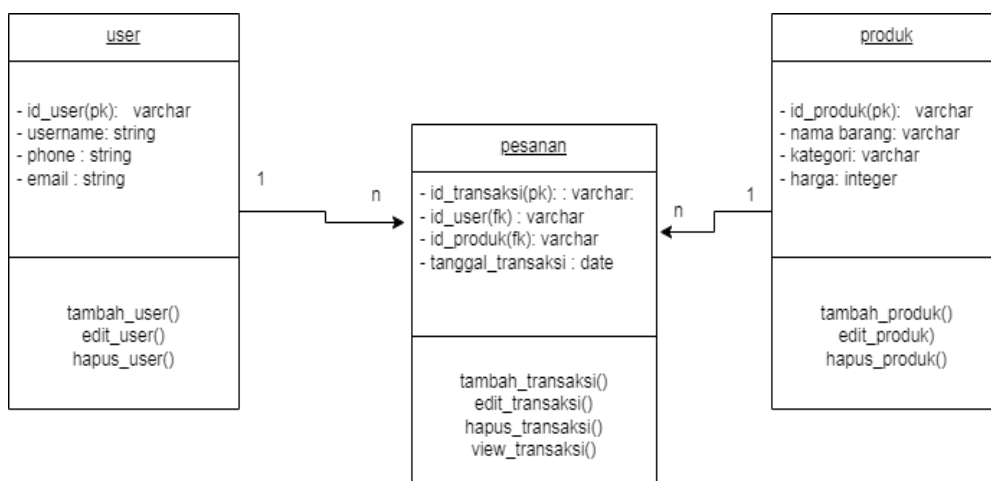 user
- id_user(pk): varchar
- username: string
- phone : string
- email : string
tambah_user()
edit_user()
hapus_user()
1
n
pesanan
- id_transaksi(pk): : varchar:
- id_user(fk) : varchar
- id_produk(fk): varchar
- tanggal_transaksi : date
tambah_transaksi()
edit_transaksi()
hapus_transaksi()
view_transaksi()
n
1
produk
- id_produk(pk): varchar
- nama barang: varchar
- kategori: varchar
- harga: integer
tambah_produk()
edit_produk)
hapus_produk()